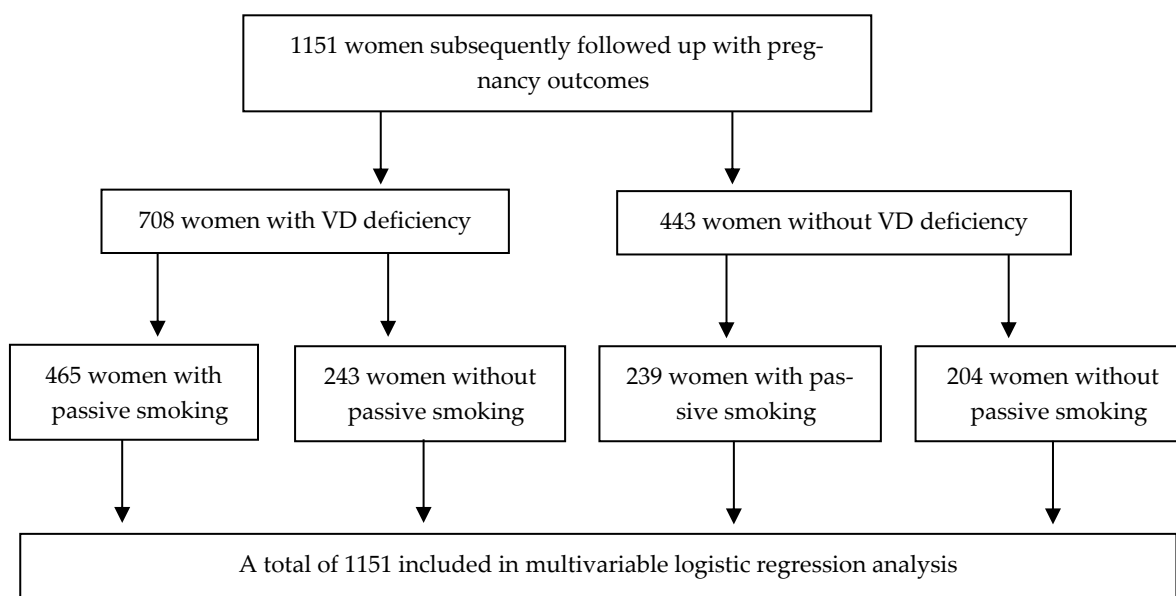 1151 women subsequently followed up with preg-
nancy outcomes
708 women with VD deficiency
443 women without VD deficiency
465 women with
passive smoking
243 women without
passive smoking
239 women with pas-
sive smoking
204 women without
passive smoking
A total of 1151 included in multivariable logistic regression analysis